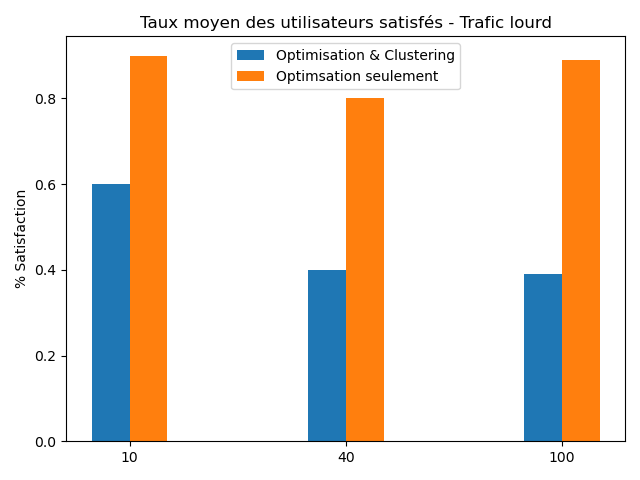 Taux moyen des utilisateurs satisfés - Trafic lourd
Optimisation & Clustering
Optimsation seulement
% Satisfaction
0.8
0.6
0.4
0.2
0.0
10
40
100